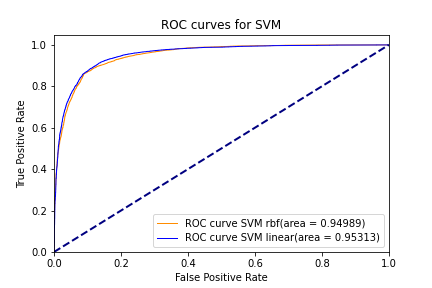 ROC curves for SVM
True Positive Rate
1.0
0.8
0.6
0.4
0.2
0.0
ROC curve SVM rbf(area = 0.94989)
ROC curve SVM linear(area = 0.95313)
0.0 0.2 0.4 0.6 0.8 1.0
False Positive Rate